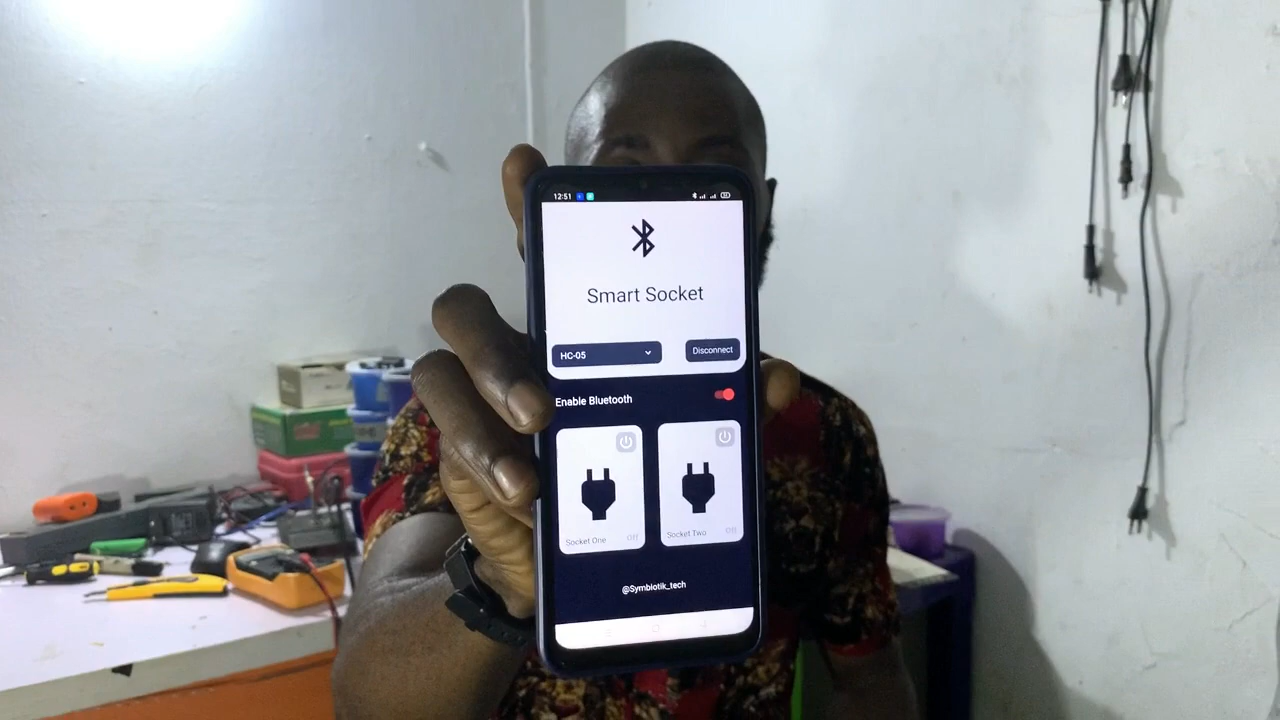 12:51
Smart Socket
HC-05
Disconnect
Enable Bluetooth
Socket One Off
Socket Two Off
@Symbiotik_tech